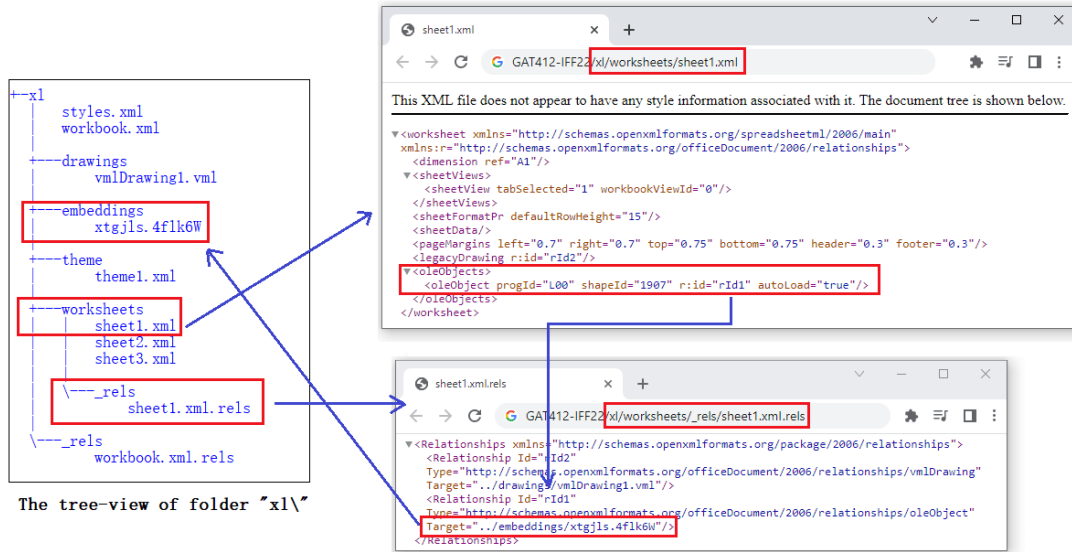 +—xl
styles.xml
workbook.xml
+---drawings
vmlDrawing1.vml
+---embeddings
xtgjls.4flk6W
+---theme
theme1.xml
+---worksheets
sheet1.xml
sheet2.xml
sheet3.xml
\---_rels
sheet1.xml.rels
\---_rels
workbook.xml.rels
The tree-view of folder "xl\"
sheet1.xml
GAT412-IFF22/xl/worksheets/sheet1.xml
This XML file does not appear to have any style information associated with it. The document tree is shown below.
▼<worksheet xmlns="http://schemas.openxmlformats.org/spreadsheetml/2006/main"
xmlns:r="http://schemas.openxmlformats.org/officeDocument/2006/relationships">
<dimension ref="A1"/>
▼<sheetViews>
<sheetView tabSelected="1" workbookViewId="0"/>
</sheetViews>
<sheetFormatPr defaultRowHeight="15"/>
<sheetData/>
<pageMargins left="0.7" right="0.7" top="0.75" bottom="0.75" header="0.3" footer="0.3"/>
<legacyDrawing r:id="rId2"/>
▼<oleObjects>
<oleObject progId="L00" shapeId="1907" r:id="rId1" autoLoad="true"/>
</oleObjects>
</worksheet>
sheet1.xml.rels
GAT412-IFF22/xl/worksheets/_rels/sheet1.xml.rels
▼<Relationships xmlns="http://schemas.openxmlformats.org/package/2006/relationships">
<Relationship Id="rId2"
Type="http://schemas.openxmlformats.org/officeDocument/2006/relationships/vmlDrawing"
Target="../drawings/vmlDrawing1.vml"/>
<Relationship Id="rId1"
Type="http://schemas.openxmlformats.org/officeDocument/2006/relationships/oleObject"
Target="../embeddings/xtgjls.4flk6W"/>
</Relationships>